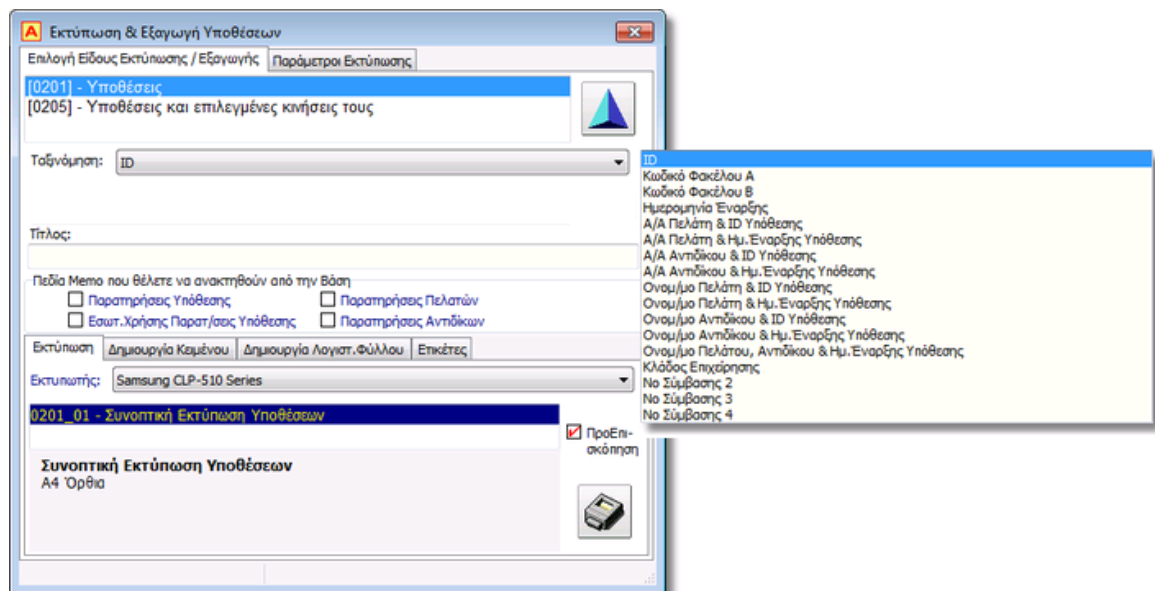 A Εκτύπωση & Εξαγωγή Υποθέσεων
Επιλογή Είδους Εκτύπωσης / Εξαγωγής Παράμετροι Εκτύπωσης
[0201] - Υποθέσεις
[0205] - Υποθέσεις και επιλεγμένες κινήσεις τους
Ταξινόμηση: ID
Τίτλος:
Πεδία Memo που θέλετε να ανακτηθούν από την Βάση
Παρατηρήσεις Υπόθεσης Παρατηρήσεις Πελατών
Εσωτ.Χρήσης Παρατ/σεις Υπόθεσης Παρατηρήσεις Αντιδίκων
Εκτύπωση Δημιουργία Κειμένου Δημιουργία Λογιστ.Φύλλου Ετικέτες
Εκτυπωτής: Samsung CLP-510 Series
0201_01 - Συνοπτική Εκτύπωση Υποθέσεων
ΠροΕπι-
σκόπηση
Συνοπτική Εκτύπωση Υποθέσεων
A4 Όρθια
ID
Κωδικό Φακέλου Α
Κωδικό Φακέλου Β
Ημερομηνία Έναρξης
Α/Α Πελάτη & ID Υπόθεσης
Α/Α Πελάτη & Ημ.Έναρξης Υπόθεσης
Α/Α Αντιδίκου & ID Υπόθεσης
Α/Α Αντιδίκου & Ημ.Έναρξης Υπόθεσης
Ονομ/μο Πελάτη & ID Υπόθεσης
Ονομ/μο Πελάτη & Ημ.Έναρξης Υπόθεσης
Ονομ/μο Αντιδίκου & ID Υπόθεσης
Ονομ/μο Αντιδίκου & Ημ.Έναρξης Υπόθεσης
Ονομ/μο Πελάτου, Αντιδίκου & Ημ.Έναρξης Υπόθεσης
Κλάδος Επιχείρησης
Νο Σύμβασης 2
Νο Σύμβασης 3
Νο Σύμβασης 4